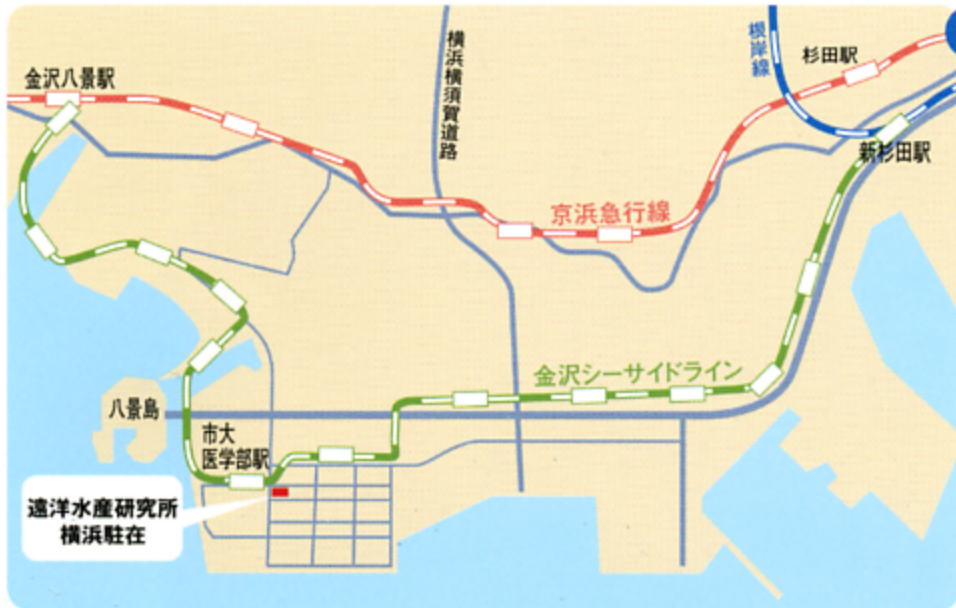 根岸線
杉田駅
横浜横須賀道路
金沢八景駅
新杉田駅
京浜急行線
金沢シーサイドライン
八景島
市大
医学部駅
遠洋水産研究所
横浜駐在